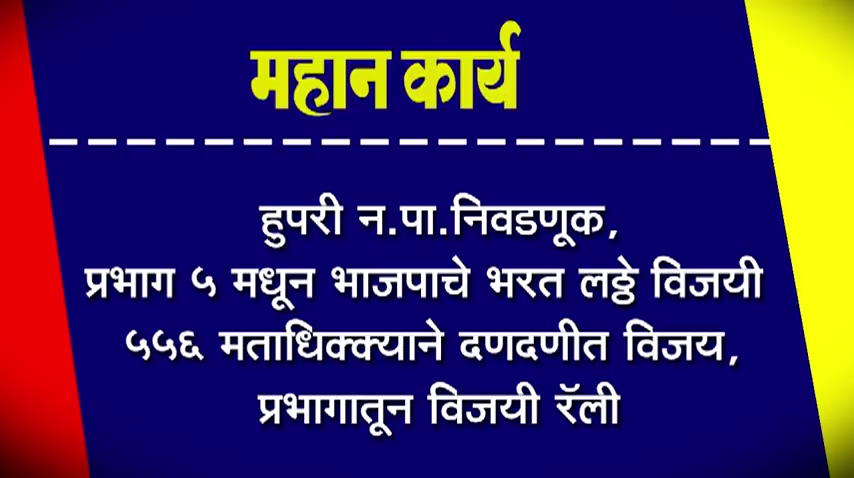 महान कार्य
हुपरी न.पा.निवडणूक,
प्रभाग ५ मधून भाजपाचे भरत लठ्ठे विजयी
५५६ मताधिक्क्याने दणदणीत विजय,
प्रभागातून विजयी रॅली